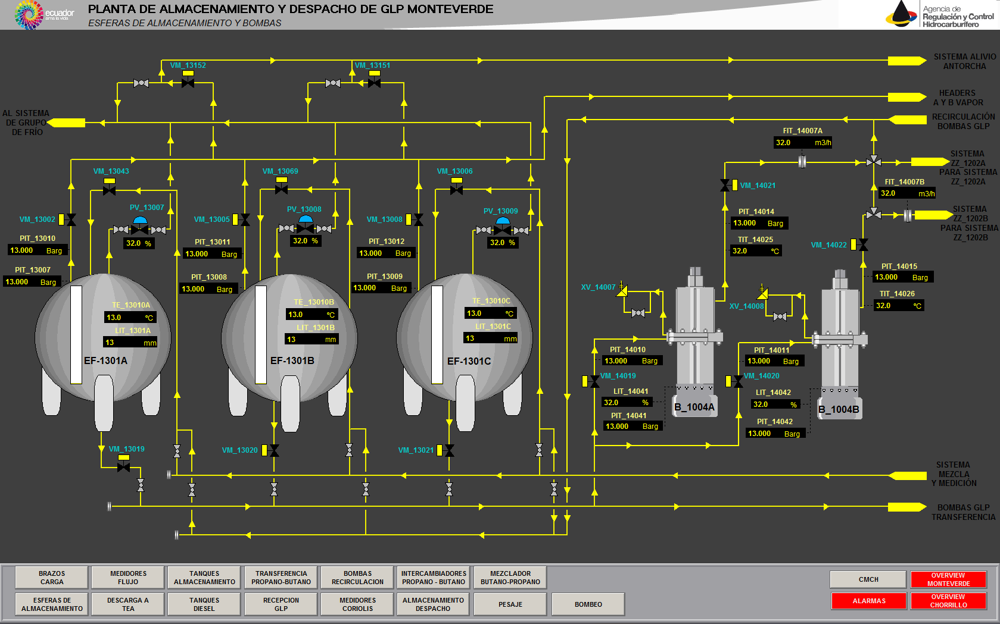 ecuador
ama la vida
PLANTA DE ALMACENAMIENTO Y DESPACHO DE GLP MONTEVERDE
ESFERAS DE ALMACENAMIENTO Y BOMBAS
Agencia de
Regulación y Control
Hidrocarburífero
VM_13152
VM_13151
SISTEMA ALIVIO
ANTORCHA
HEADERS
A Y B VAPOR
AL SISTEMA
DE GRUPO
DE FRÍO
RECIRCULACIÓN
BOMBAS GLP
FIT_14007A
32.0 m3/h
SISTEMA
ZZ_1202A
PARA SISTEMA
ZZ_1202A
VM_13043
VM_13069
VM_13006
VM_14021
FIT_14007B
32.0 m3/h
PV_13007
PV_13008
PV_13009
SISTEMA
ZZ_1202B
PARA SISTEMA
ZZ_1202B
VM_13002
VM_13005
VM_13008
PIT_14014
13.000 Barg
32.0 %
32.0 %
32.0 %
PIT_13010
13.000 Barg
PIT_13011
13.000 Barg
PIT_13012
13.000 Barg
TIT_14025
32.0 °C
VM_14022
PIT_13007
13.000 Barg
PIT_13008
13.000 Barg
PIT_13009
13.000 Barg
PIT_14015
13.000 Barg
XV_14007
XV_14008
TIT_14026
32.0 °C
TE_13010A
13.0 °C
LIT_1301A
13 mm
EF-1301A
TE_13010B
13.0 °C
LIT_1301B
13 mm
EF-1301B
TE_13010C
13.0 °C
LIT_1301C
13 mm
EF-1301C
PIT_14010
13.000 Barg
PIT_14011
13.000 Barg
VM_14019
VM_14020
LIT_14041
32.0 %
PIT_14041
13.000 Barg
B_1004A
LIT_14042
32.0 %
PIT_14042
13.000 Barg
B_1004B
VM_13019
VM_13020
VM_13021
SISTEMA
MEZCLA
Y MEDICIÓN
BOMBAS GLP
TRANSFERENCIA
BRAZOS
CARGA
MEDIDORES
FLUJO
TANQUES
ALMACENAMIENTO
TRANSFERENCIA
PROPANO-BUTANO
BOMBAS
RECIRCULACION
INTERCAMBIADORES
PROPANO - BUTANO
MEZCLADOR
BUTANO-PROPANO
CMCH
OVERVIEW
MONTEVERDE
ESFERAS DE
ALMACENAMIENTO
DESCARGA A
TEA
TANQUES
DIESEL
RECEPCION
GLP
MEDIDORES
CORIOLIS
ALMACENAMIENTO
DESPACHO
PESAJE
BOMBEO
ALARMAS
OVERVIEW
CHORRILLO